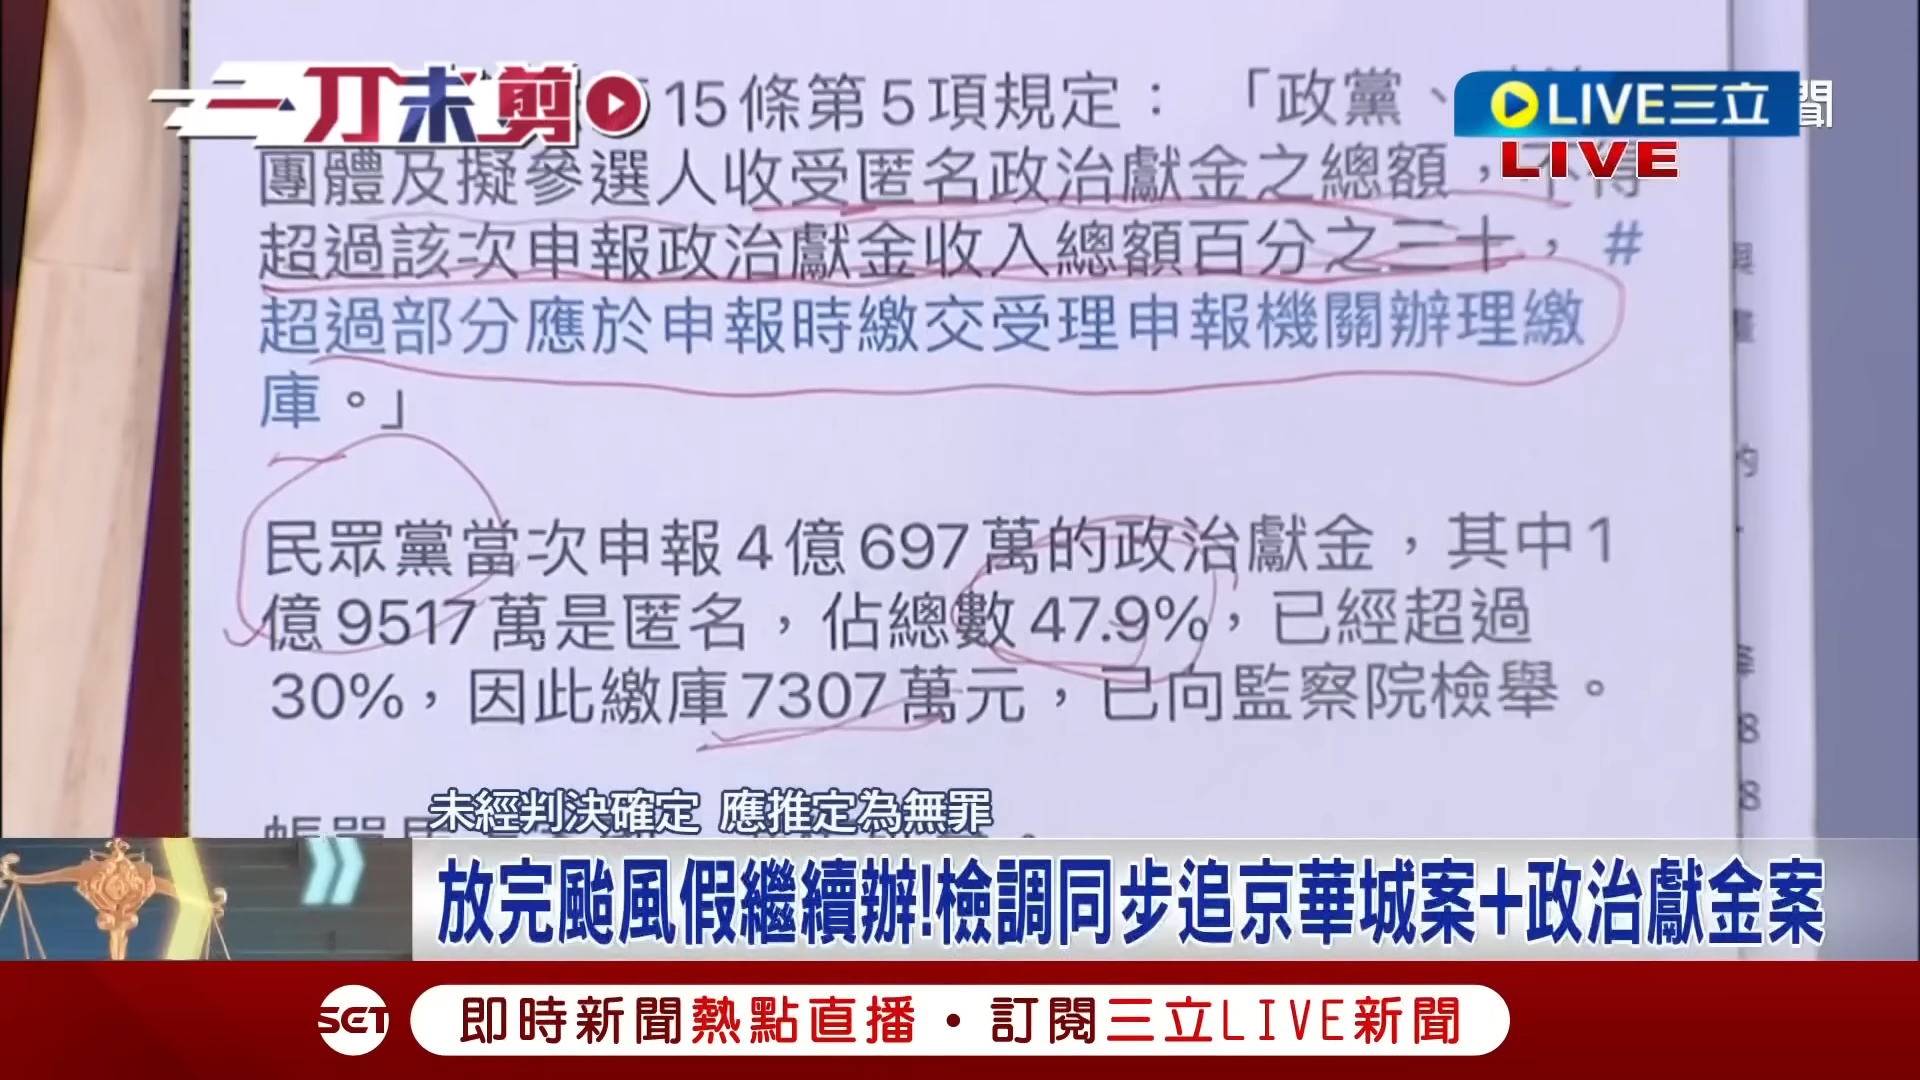 一刀未剪
15條第5項規定：「政黨、
LIVE三立
聞
LIVE
團體及擬參選人收受匿名政治獻金之總額，不得
超過該次申報政治獻金收入總額百分之三十，#
超過部分應於申報時繳交受理申報機關辦理繳
庫。」
民眾黨當次申報4億697萬的政治獻金，其中1
億9517萬是匿名，佔總數47.9%，已經超過
30%，因此繳庫7307萬元，已向監察院檢舉。
的
8
8
未經判決確定 應推定為無罪
放完颱風假繼續辦!檢調同步追京華城案+政治獻金案
SET
即時新聞熱點直播・訂閱三立LIVE新聞